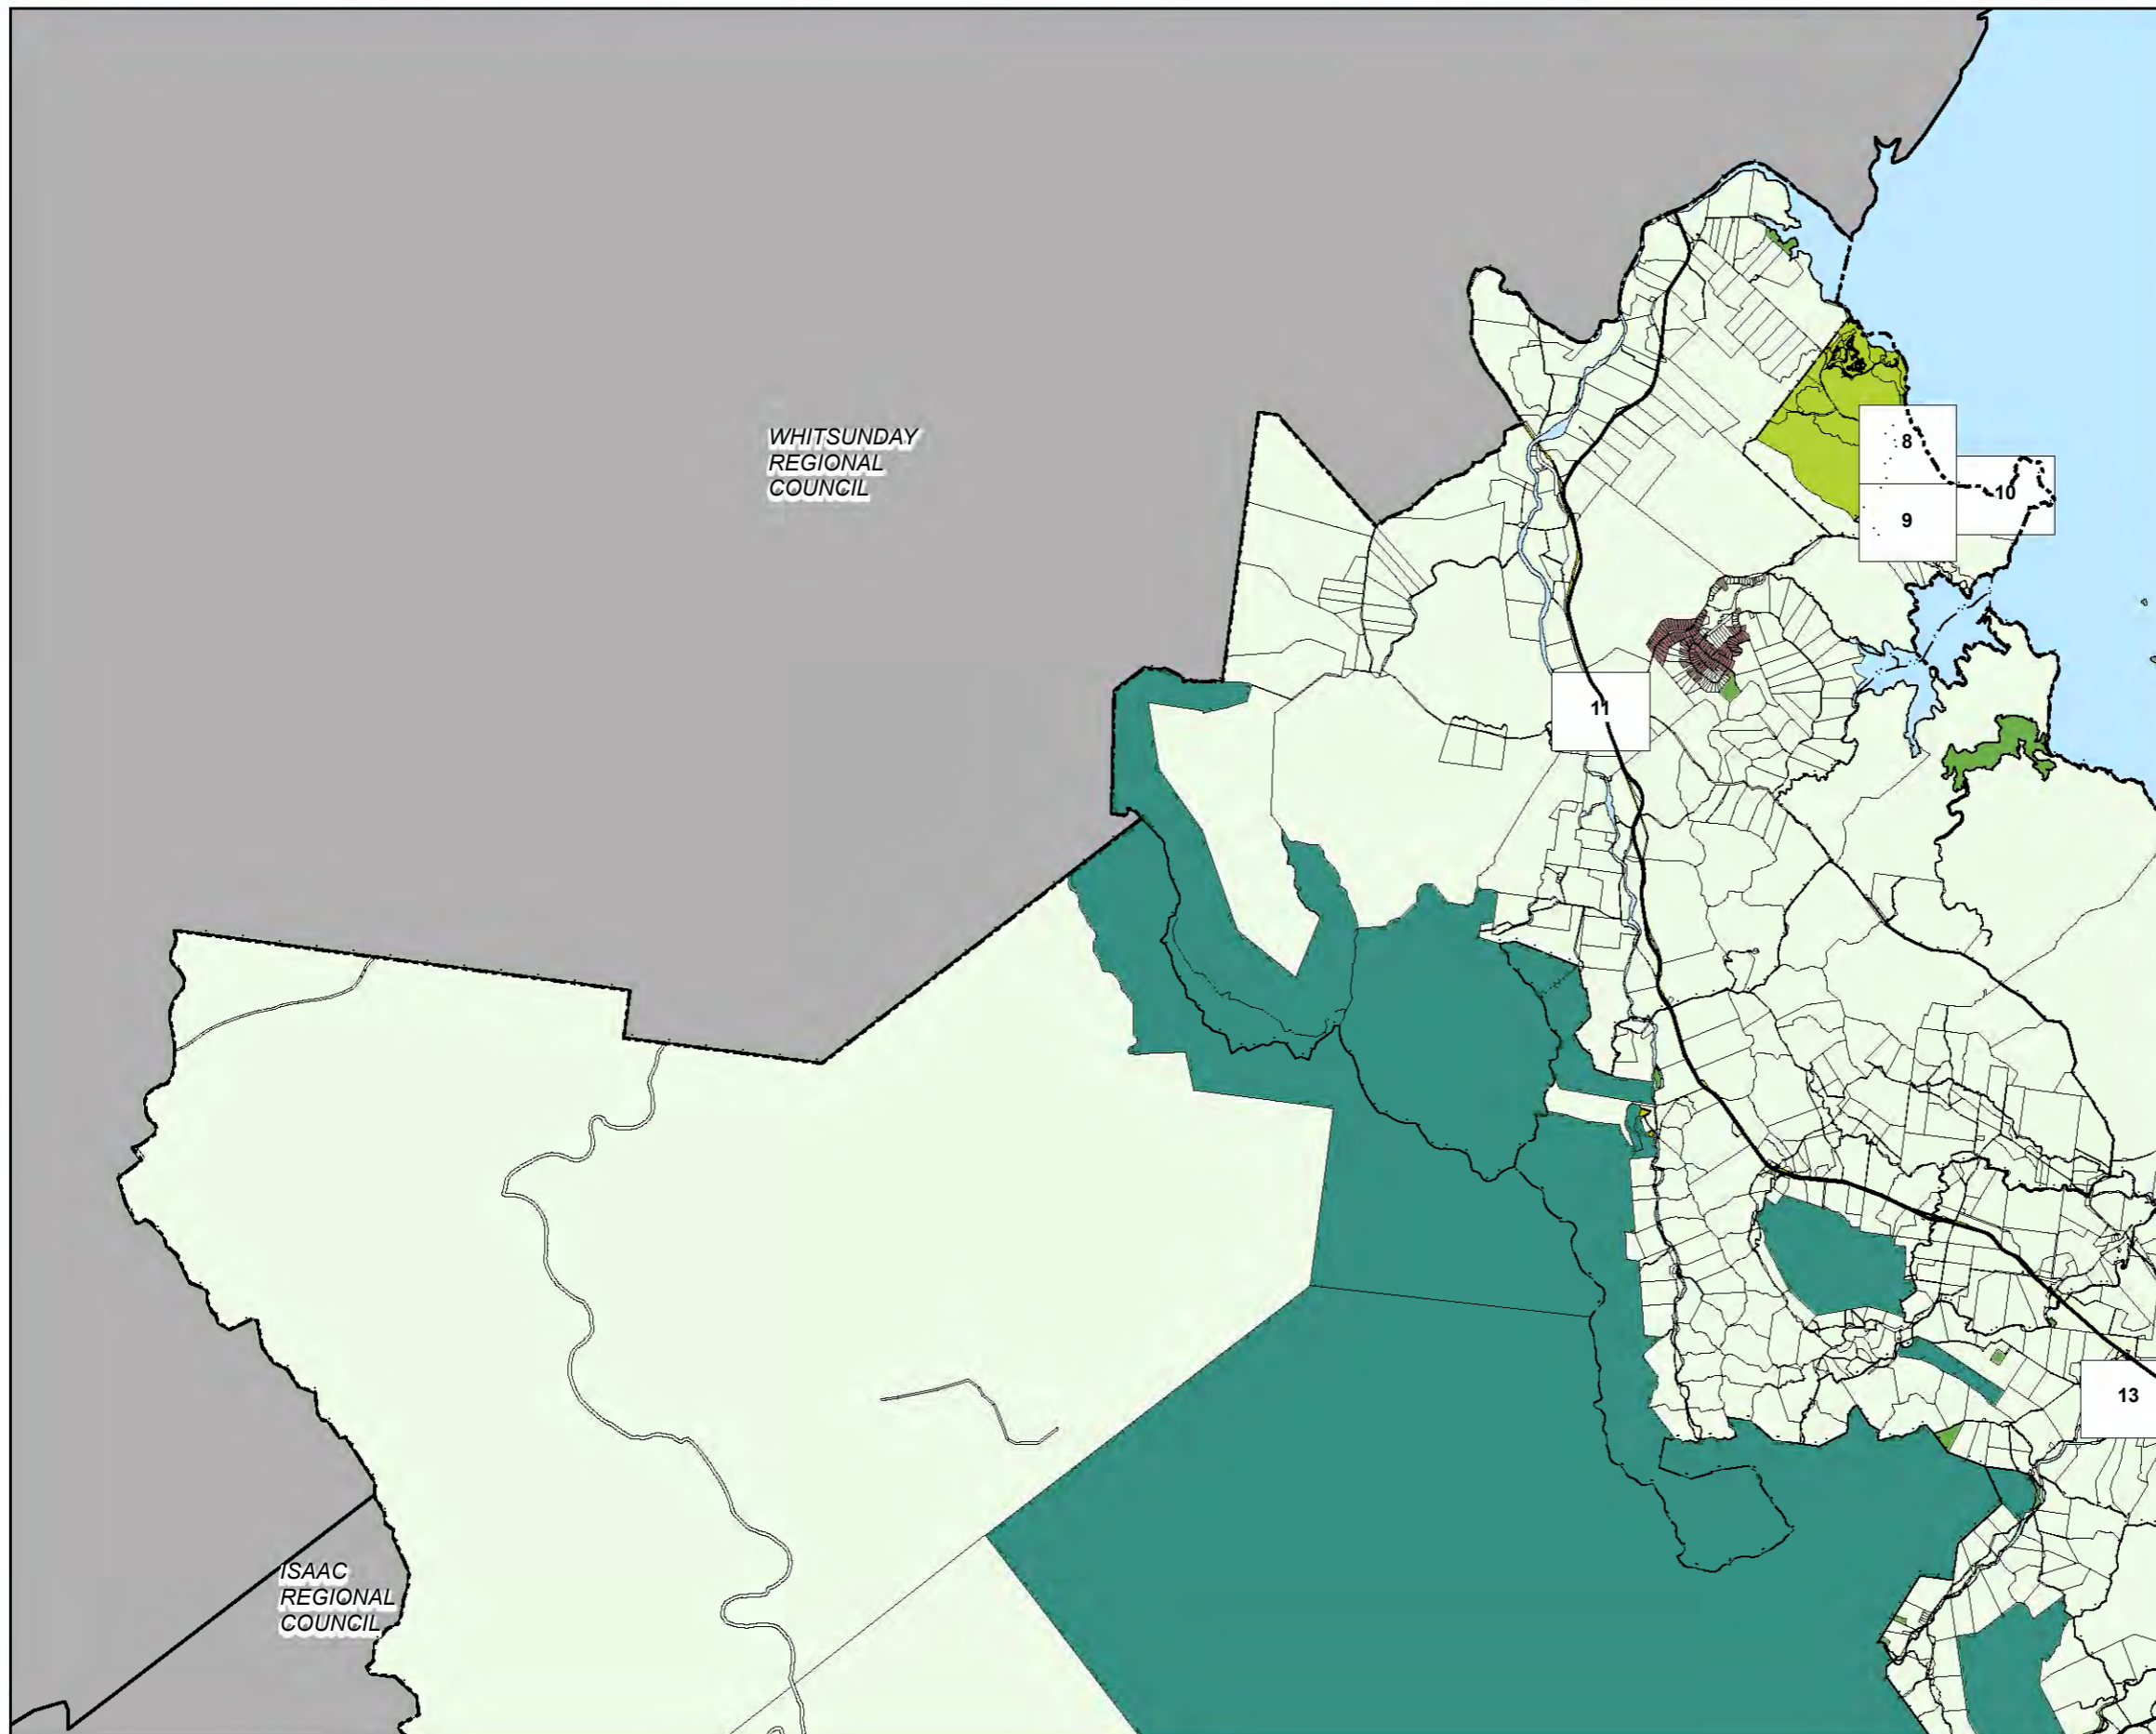 WHITSUNDAY
REGIONAL
COUNCIL
8
10
9
11
13
ISAAC
REGIONAL
COUNCIL